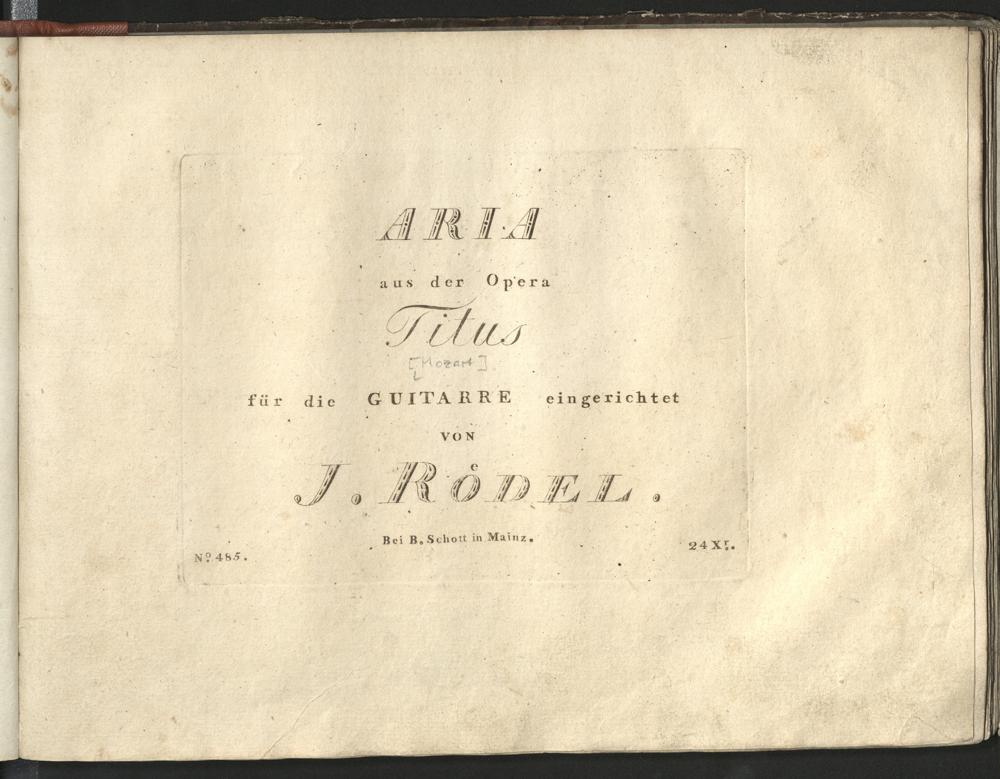 ARIA
aus der Opera
Titus
[Mozart]
für die GUITARRE eingerichtet
VON
J. RÖDEL.
Bei B. Schott in Mainz.
No. 485.
24 Xr.